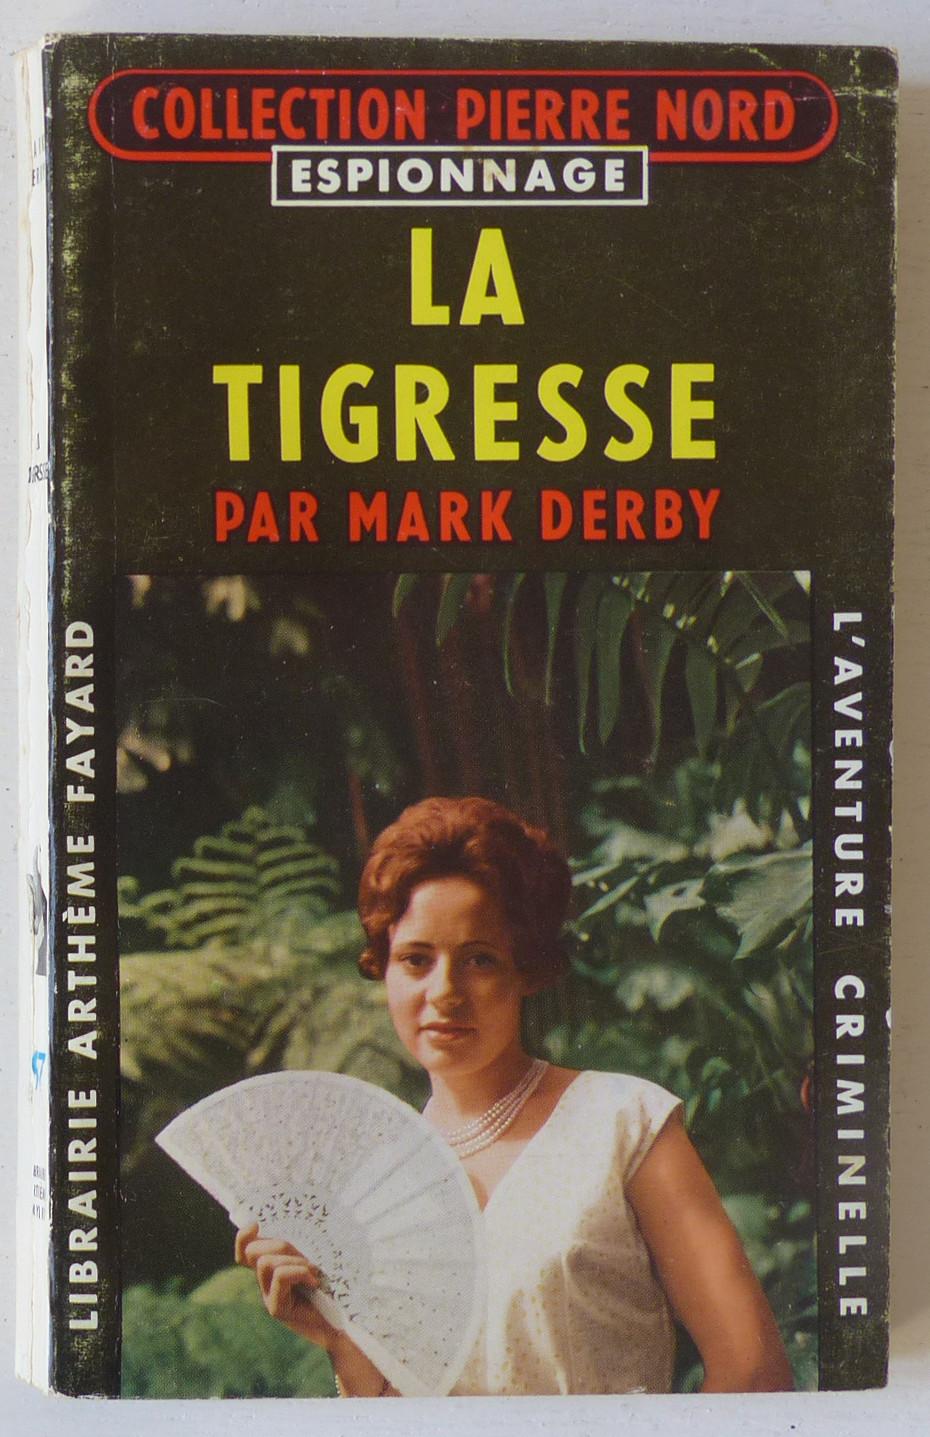 COLLECTION PIERRE NORD
ESPIONNAGE
LA
TIGRESSE
PAR MARK DERBY
LIBRAIRIE ARTHÈME FAYARD
L'AVENTURE CRIMINELLE